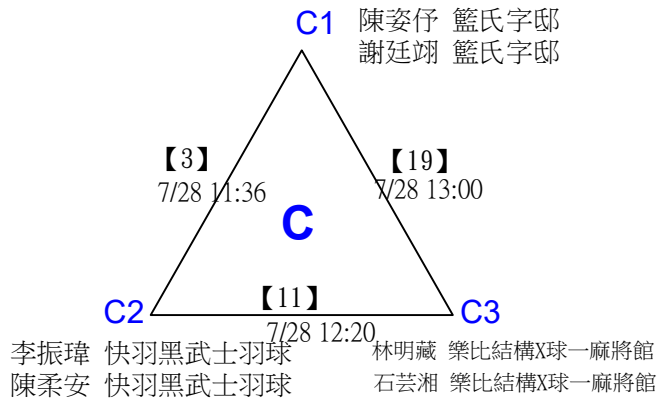 C1
陳姿伃 籃氏字邸
謝廷翊 籃氏字邸
【3】
7/28 11:36
【19】
7/28 13:00
C
【11】
7/28 12:20
C2
C3
李振瑋 快羽黑武士羽球
陳柔安 快羽黑武士羽球
林明藏 樂比結構X球一麻將館
石芸湘 樂比結構X球一麻將館